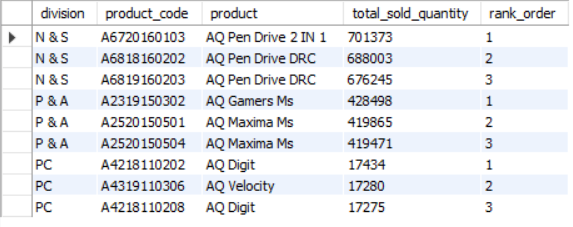 division product_code product total_sold_quantity rank_order
N & S A6720160103 AQ Pen Drive 2 IN 1 701373 1
N & S A6818160202 AQ Pen Drive DRC 688003 2
N & S A6819160203 AQ Pen Drive DRC 676245 3
P & A A2319150302 AQ Gamers Ms 428498 1
P & A A2520150501 AQ Maxima Ms 419865 2
P & A A2520150504 AQ Maxima Ms 419471 3
PC A4218110202 AQ Digit 17434 1
PC A4319110306 AQ Velocity 17280 2
PC A4218110208 AQ Digit 17275 3